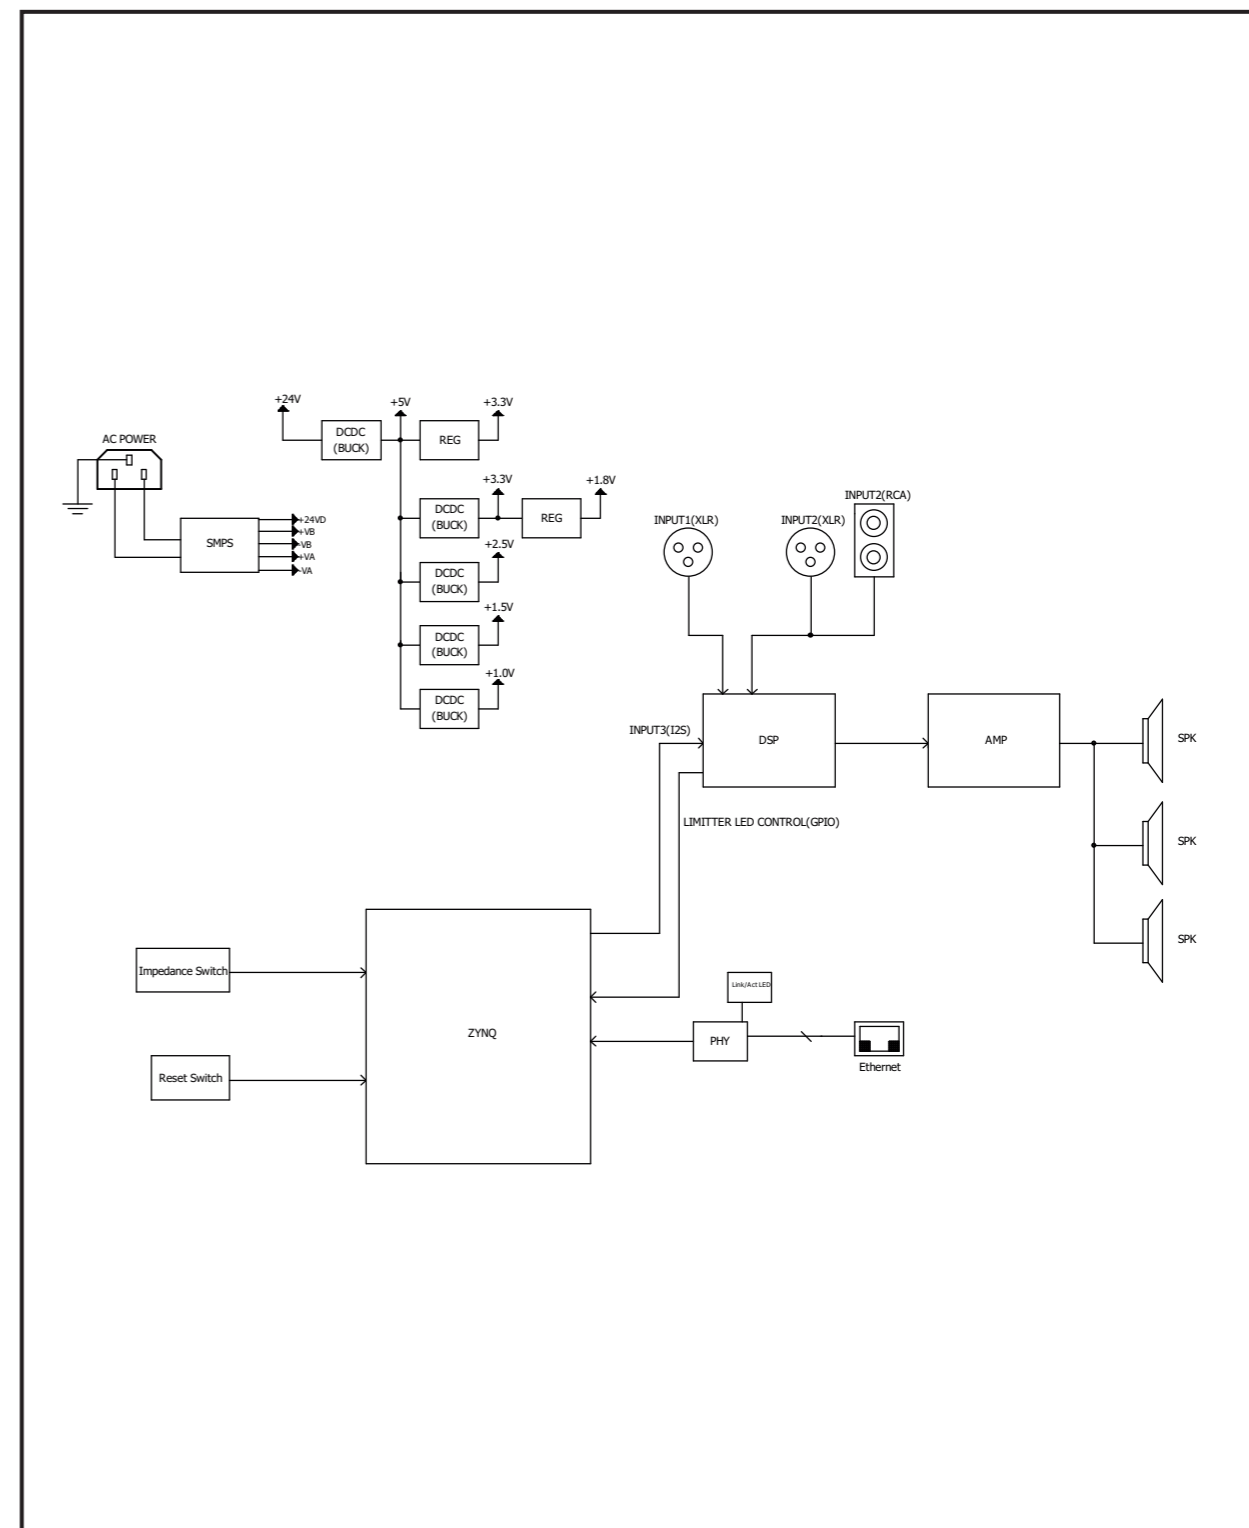 +24V
+5V
+3.3V
DCDC
(BUCK)
REG
AC POWER
+3.3V
+1.8V
DCDC
(BUCK)
REG
INPUT1(XLR)
INPUT2(XLR)
INPUT2(RCA)
SMPS
+24VD
+VB
-VB
+VA
-VA
+2.5V
DCDC
(BUCK)
+1.5V
DCDC
(BUCK)
+1.0V
DCDC
(BUCK)
INPUT3(I2S)
DSP
AMP
SPK
LIMITTER LED CONTROL(GPIO)
SPK
SPK
Impedance Switch
Link/Act LED
ZYNQ
PHY
Ethernet
Reset Switch